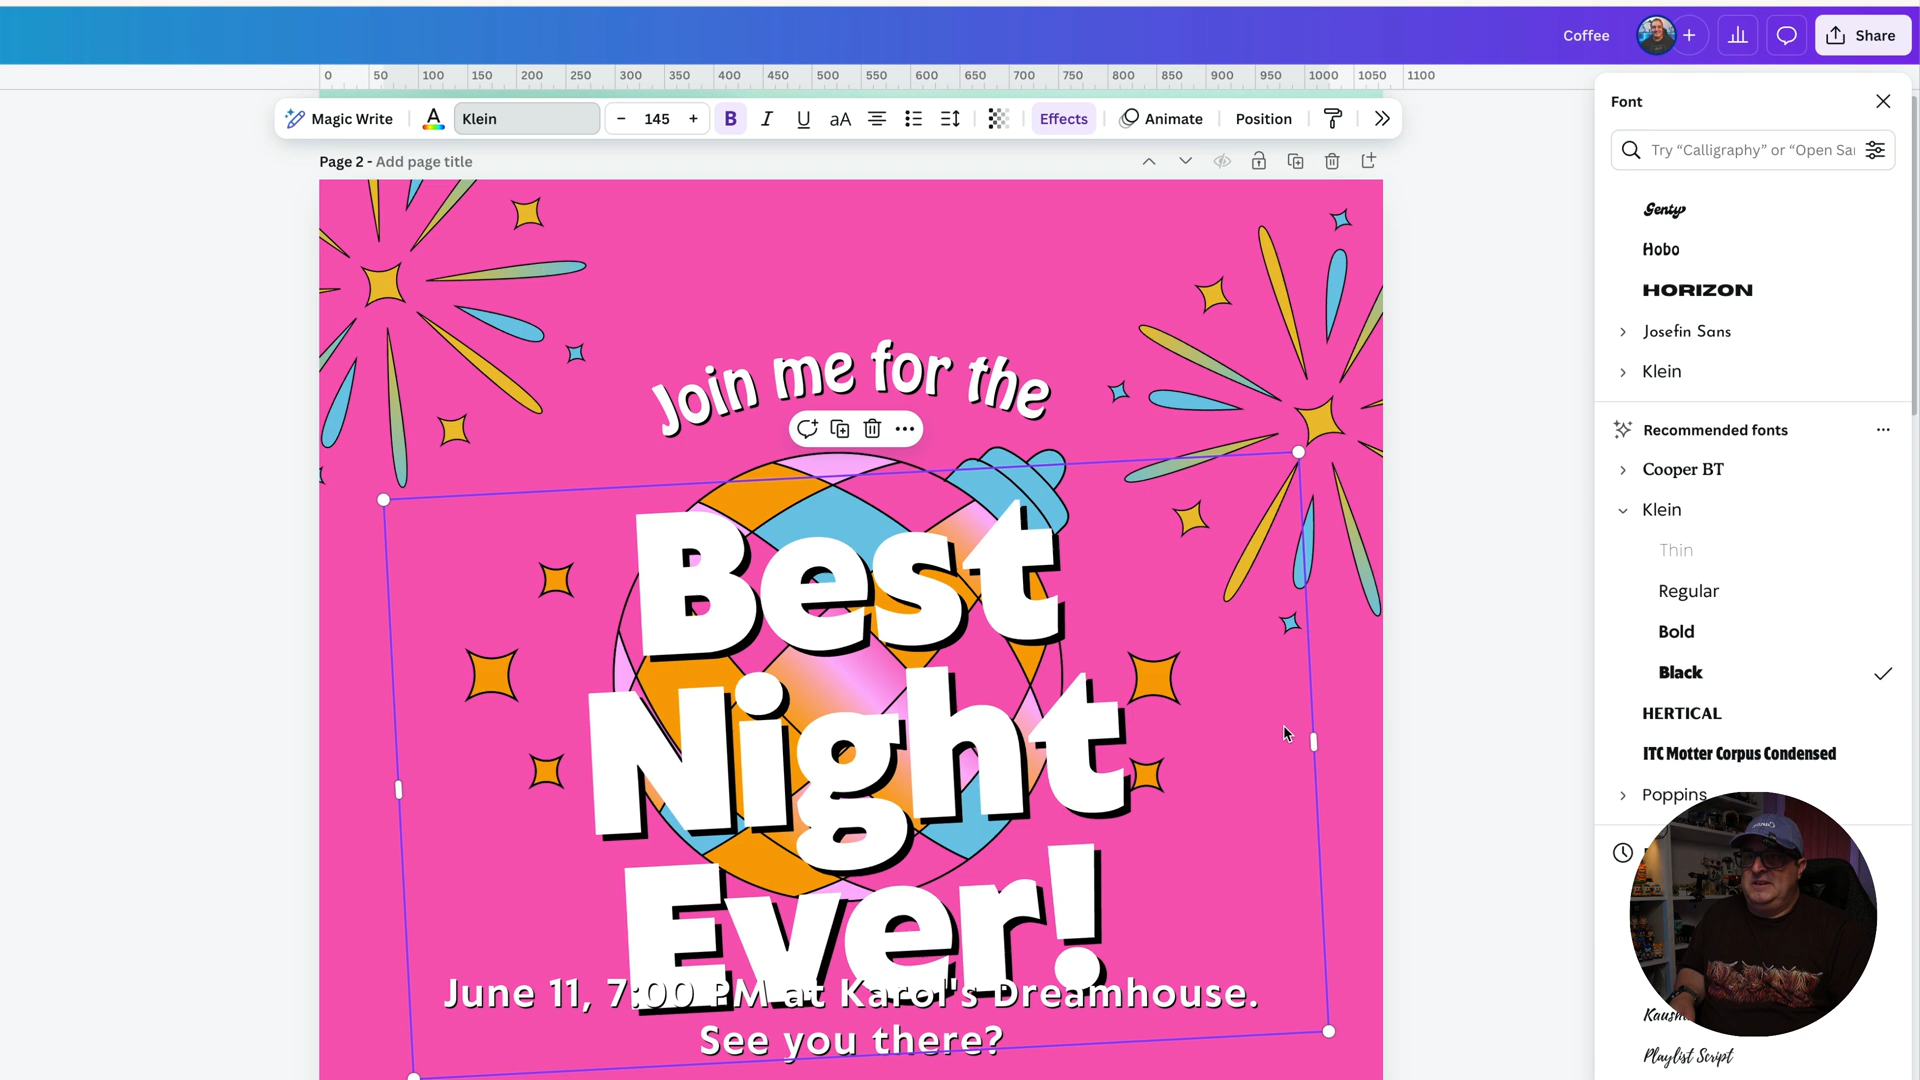 Coffee
Share
0 50 100 150 200 250 300 350 400 450 500 550 600 650 700 750 800 850 900 950 1000 1050 1100
Magic Write
A
Klein
- 145 +
B
I
U
aA
Effects
Animate
Position
Page 2 - Add page title
Join me for the
Best
Night
Ever!
June 11, 7:00 PM at Karol's Dreamhouse.
See you there?
Font
Try “Calligraphy” or “Open Sa
Genty
Hobo
HORIZON
Josefin Sans
Klein
Recommended fonts
Cooper BT
Klein
Thin
Regular
Bold
Black
HERTICAL
ITC Motter Corpus Condensed
Poppins
Playlist Script